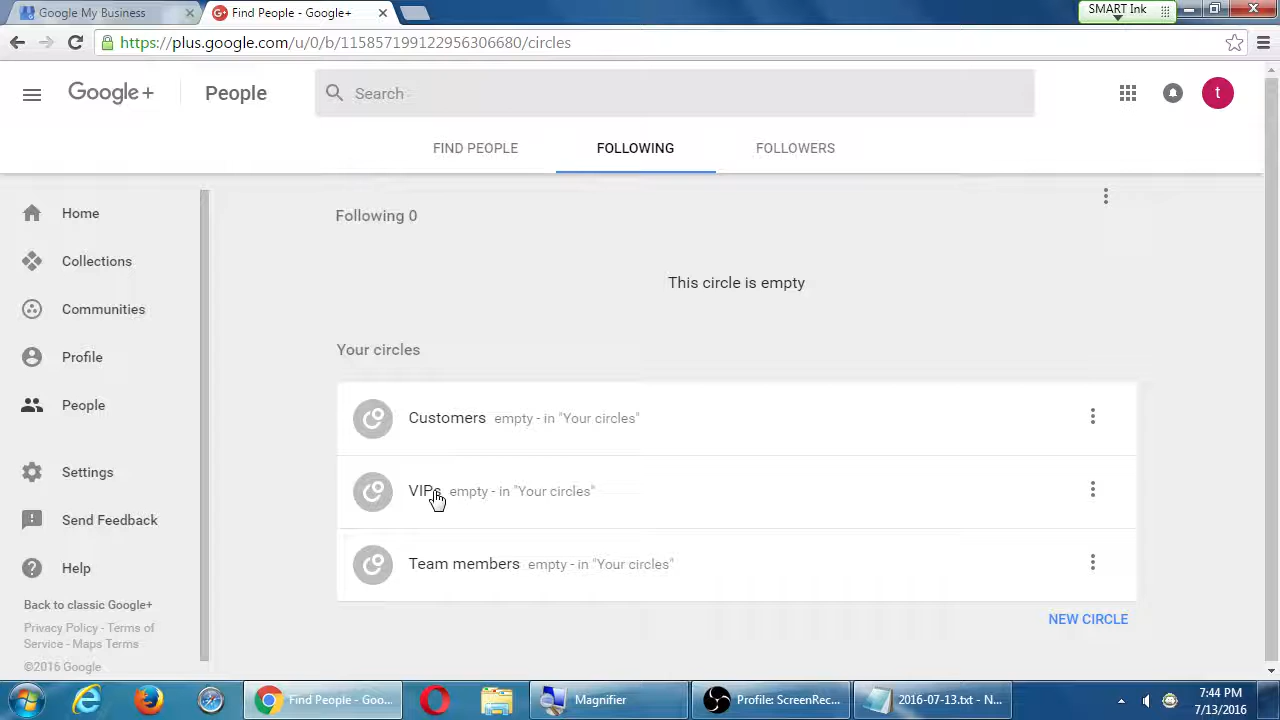 Google My Business
Find People - Google+
SMART Ink
https://plus.google.com/u/0/b/115857199122956306680/circles
Google+
People
Search
t
FIND PEOPLE
FOLLOWING
FOLLOWERS
Home
Collections
Communities
Profile
People
Settings
Send Feedback
Help
Back to classic Google+
Privacy Policy - Terms of
Service - Maps Terms
©2016 Google
Following 0
This circle is empty
Your circles
Customers empty - in "Your circles"
VIPs empty - in "Your circles"
Team members empty - in "Your circles"
NEW CIRCLE
Find People - Goo...
Magnifier
Profile: ScreenRec...
2016-07-13.txt - N...
7:44 PM
7/13/2016